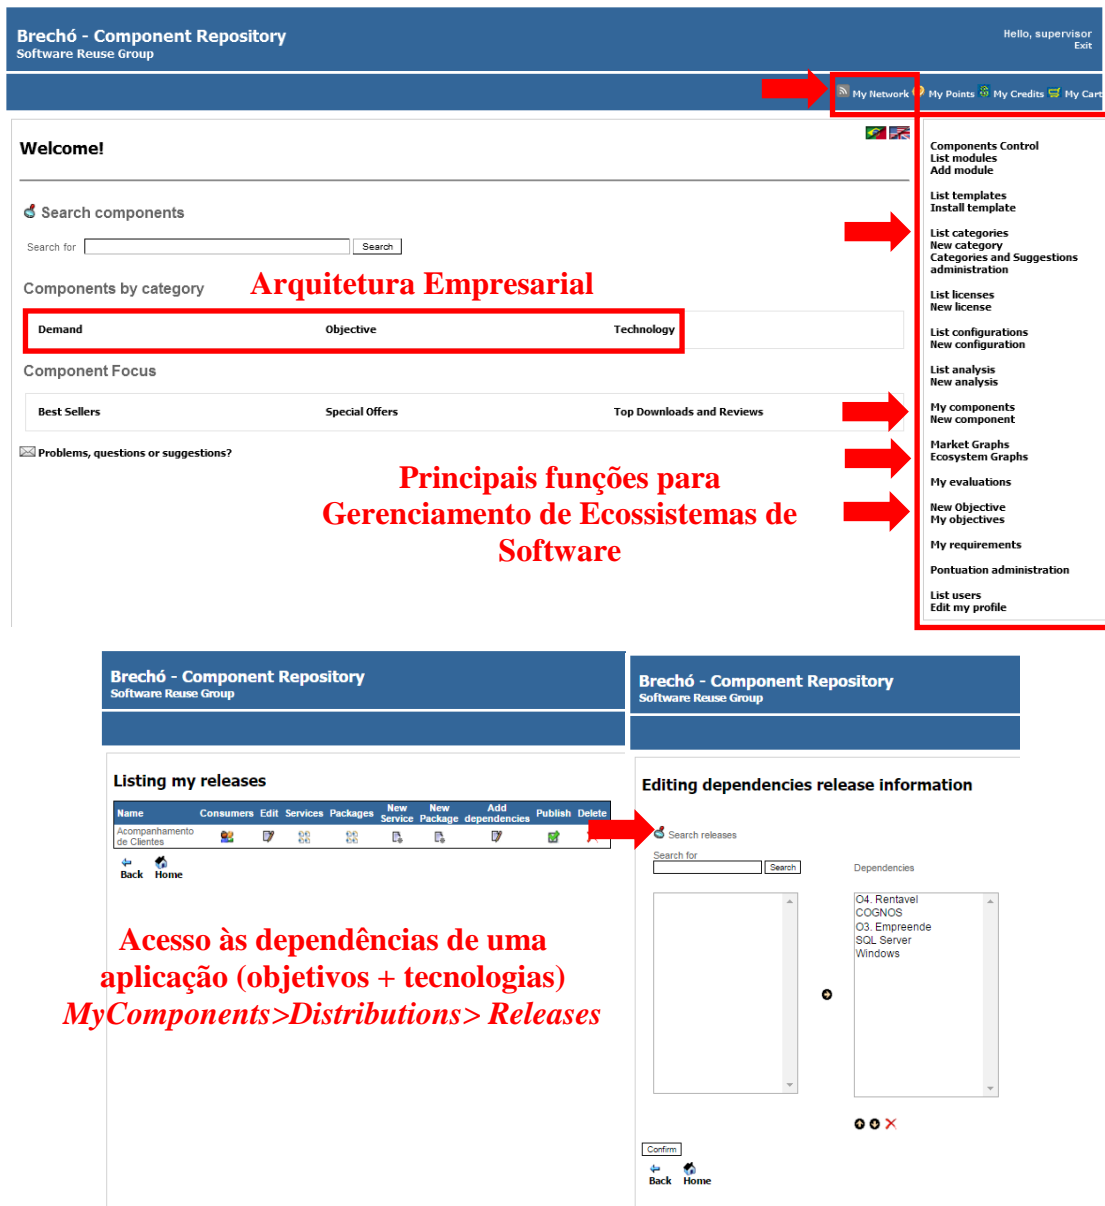 Brechó - Component Repository
Software Reuse Group
Hello, supervisor
Exit
My Network My Points My Credits My Cart
Welcome!
Search components
Search for Search
Components by category
Arquitetura Empresarial
Demand Objective Technology
Component Focus
Best Sellers Special Offers Top Downloads and Reviews
Problems, questions or suggestions?
Principais funções para
Gerenciamento de Ecossistemas de
Software
Components Control
List modules
Add module
List templates
Install template
List categories
New category
Categories and Suggestions
administration
List licenses
New license
List configurations
New configuration
List analysis
New analysis
My components
New component
Market Graphs
Ecosystem Graphs
My evaluations
New Objective
My objectives
My requirements
Pontuation administration
List users
Edit my profile
Brechó - Component Repository
Software Reuse Group
Listing my releases
Name Consumers Edit Services Packages New Service New Package Add dependencies Publish Delete
Acompanhamento
de Clientes
Back Home
Acesso às dependências de uma
aplicação (objetivos + tecnologias)
MyComponents>Distributions> Releases
Brechó - Component Repository
Software Reuse Group
Editing dependencies release information
Search releases
Search for
Search
Dependencies
O4. Rentavel
COGNOS
O3. Empreende
SQL Server
Windows
Confirm
Back Home